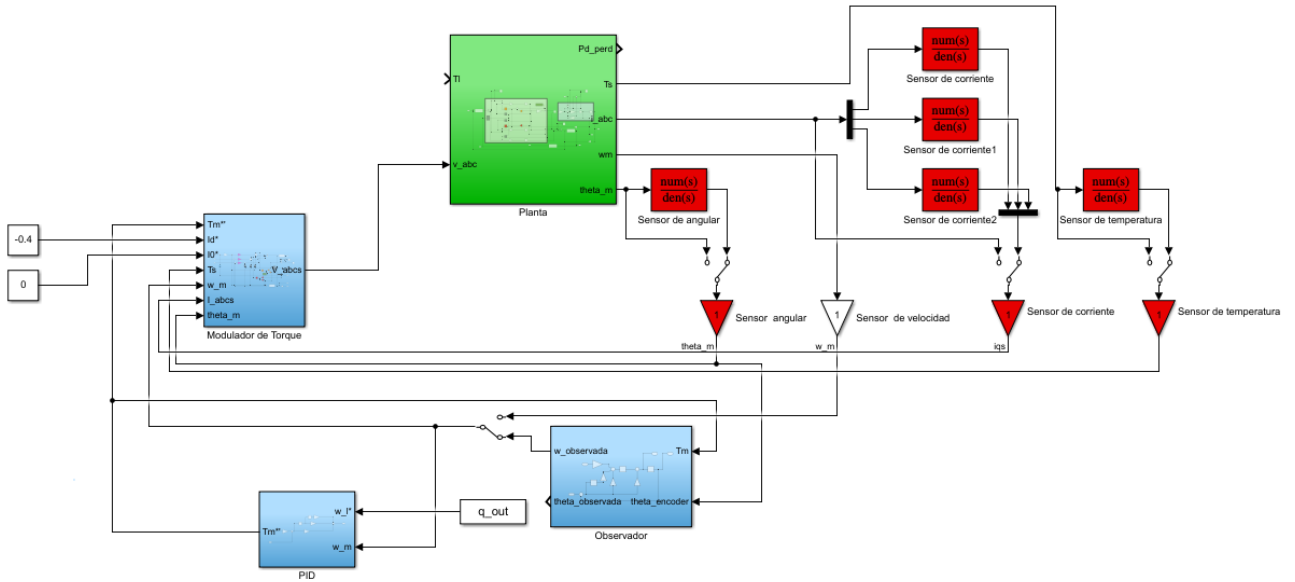 Pd_perd
Tl
Ts
i_abc
wm
v_abc
theta_m
Planta
num(s)
den(s)
Sensor de corriente
num(s)
den(s)
Sensor de corriente1
num(s)
den(s)
Sensor de corriente2
num(s)
den(s)
Sensor de angular
num(s)
den(s)
Sensor de temperatura
-0.4
0
Tm*'
Id*
I0*
Ts
w_m
I_abcs
theta_m
V_abcs
Modulador de Torque
1
Sensor angular
theta_m
1
Sensor de velocidad
w_m
1
Sensor de corriente
iqs
1
Sensor de temperatura
w_observada
Tm
theta_observada
theta_encoder
Observador
q_out
w_l*
Tm*'
w_m
PID